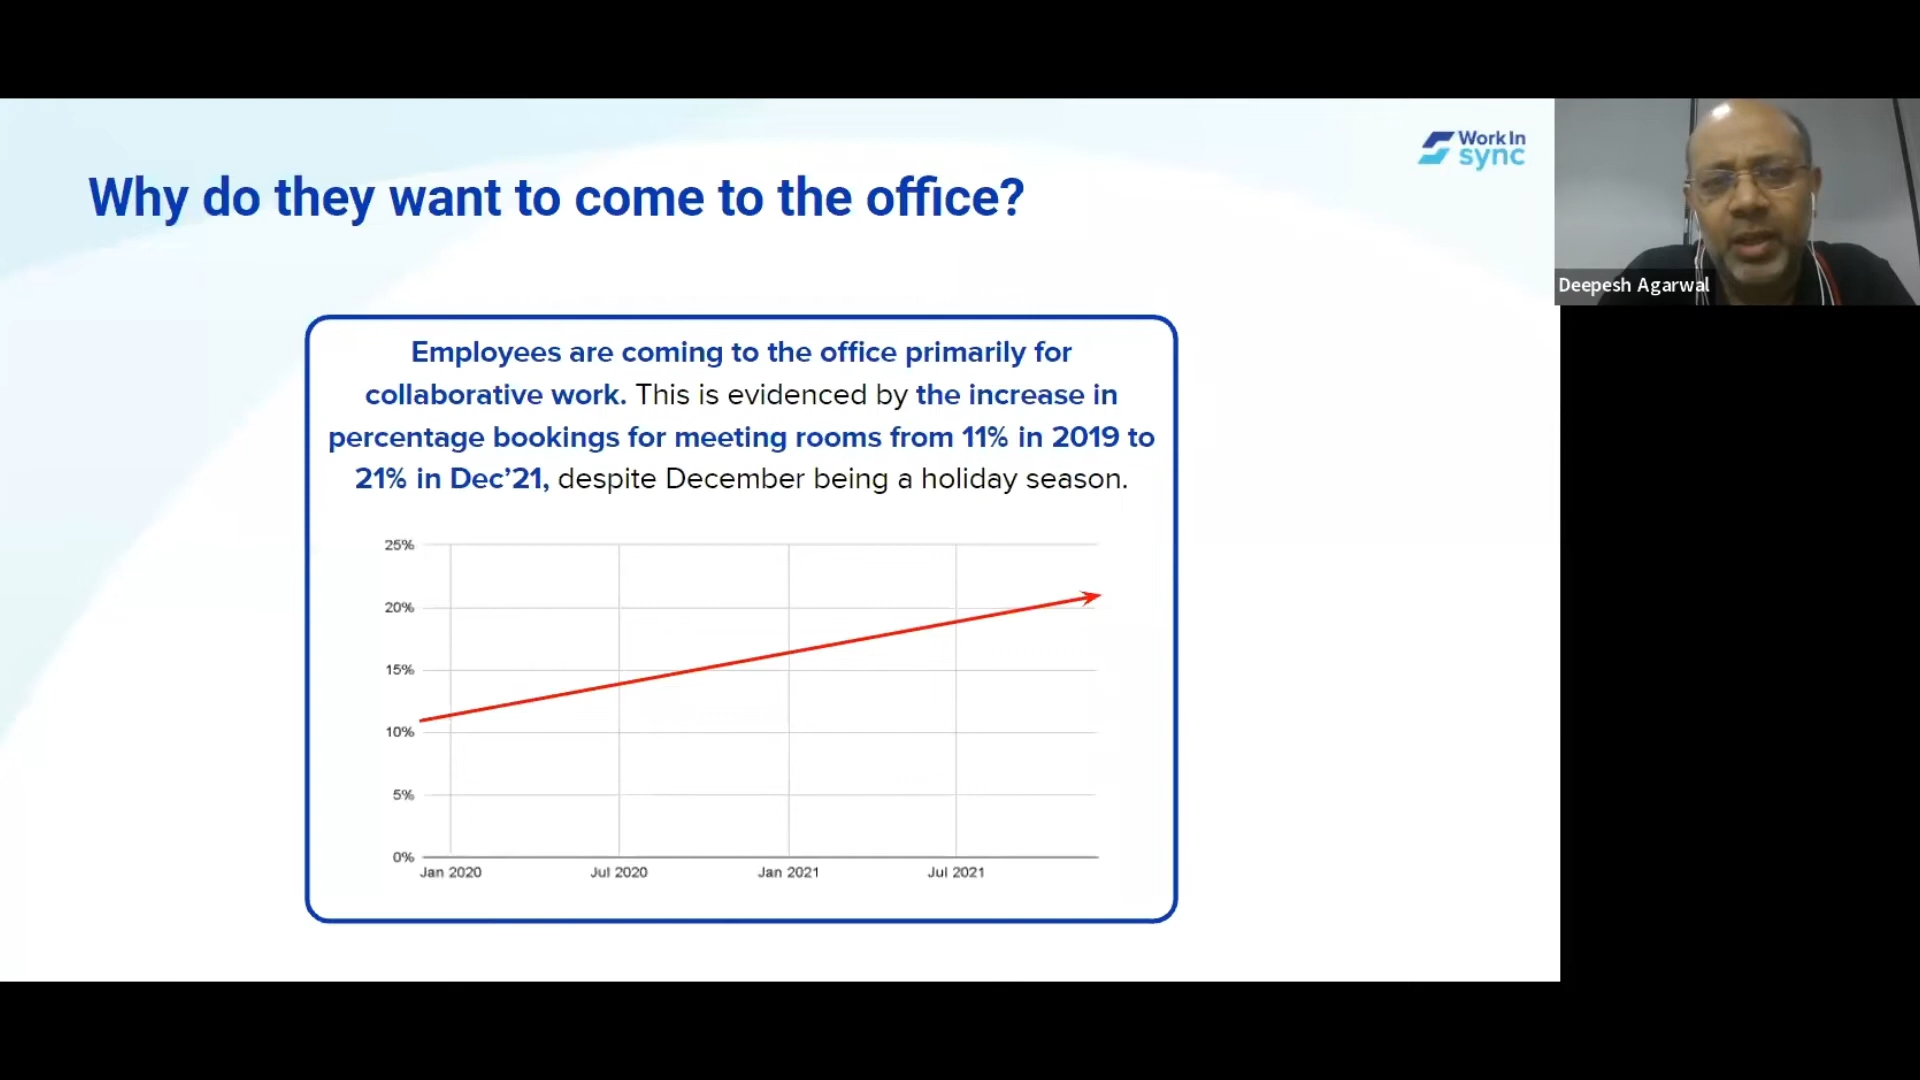 Work In
sync
Why do they want to come to the office?
Deepesh Agarwal
Employees are coming to the office primarily for
collaborative work. This is evidenced by the increase in
percentage bookings for meeting rooms from 11% in 2019 to
21% in Dec’21, despite December being a holiday season.
25%
20%
15%
10%
5%
0%
Jan 2020 Jul 2020 Jan 2021 Jul 2021